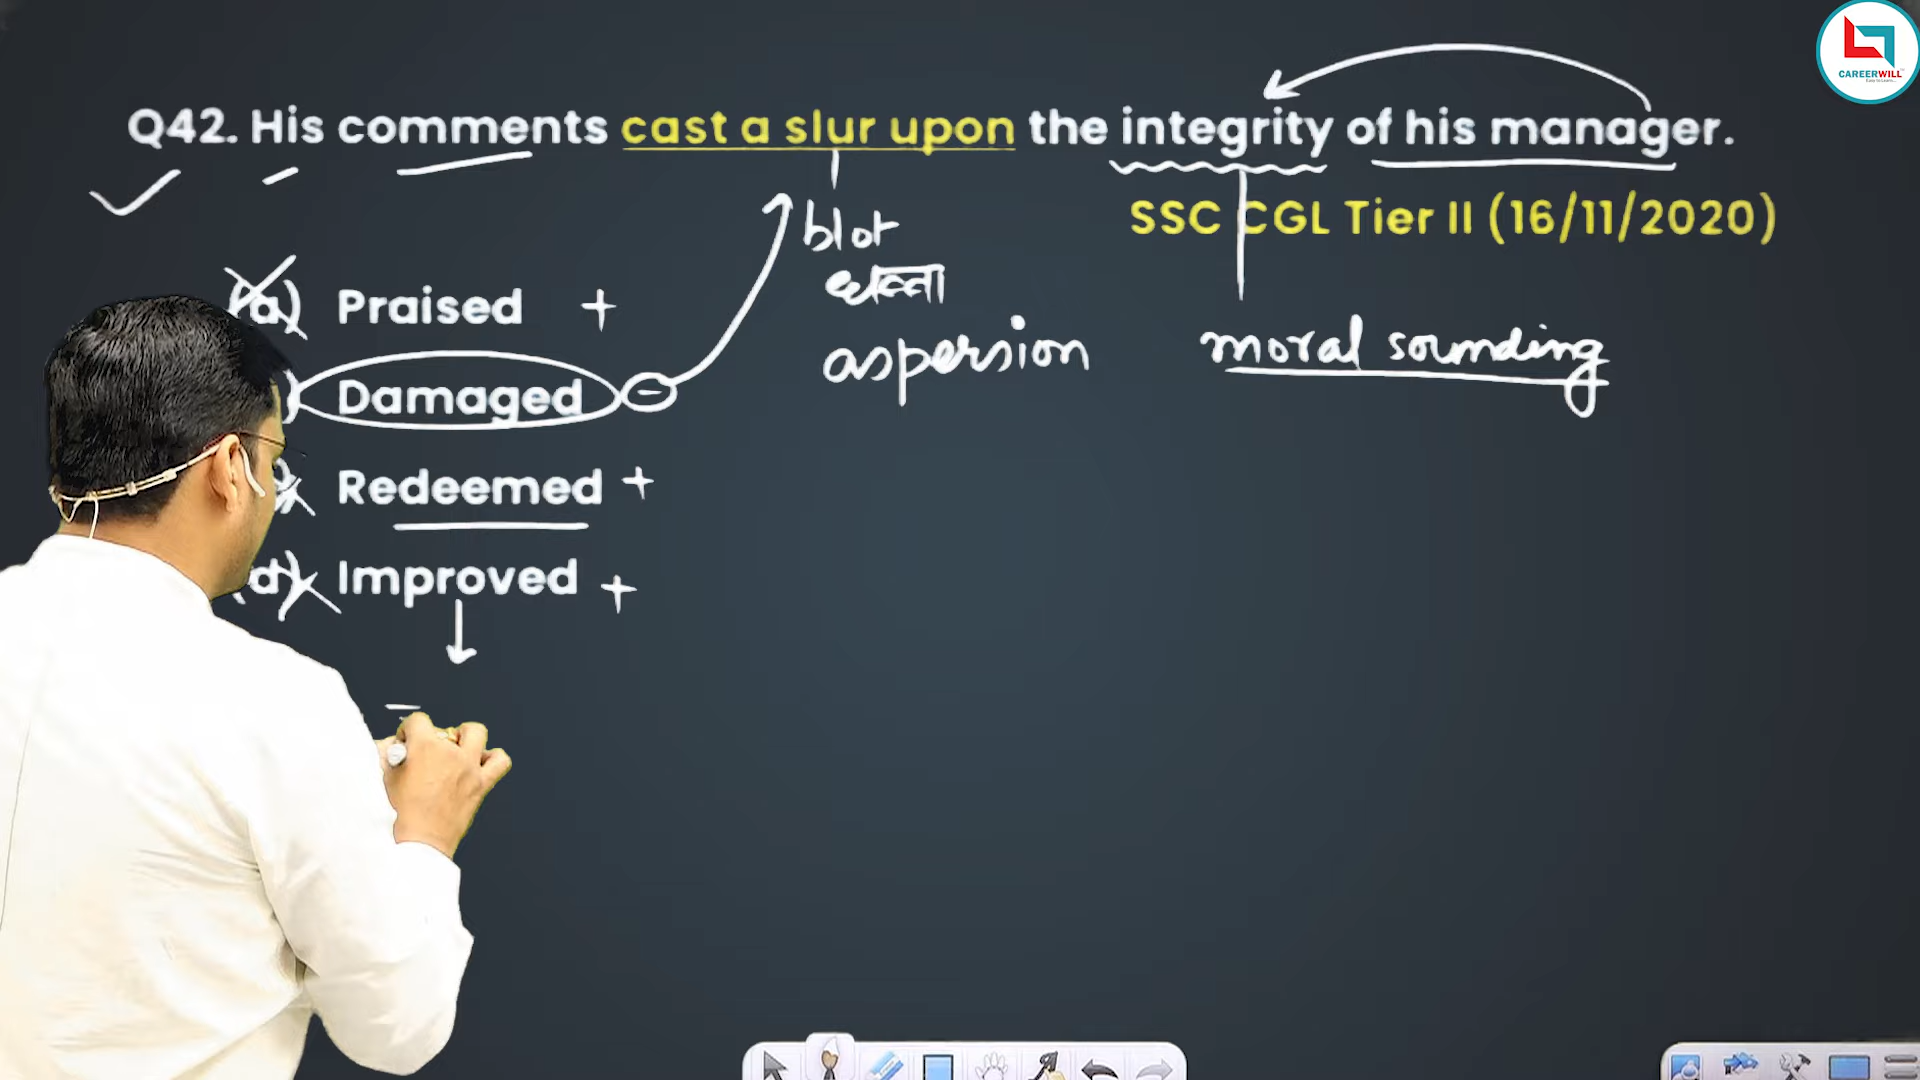 CAREERWILL
Q42. His comments cast a slur upon the integrity of his manager.
SSC CGL Tier II (16/11/2020)
blot
धब्बा
aspersion
moral sounding
(a) Praised +
) Damaged -
Redeemed +
(d) Improved +